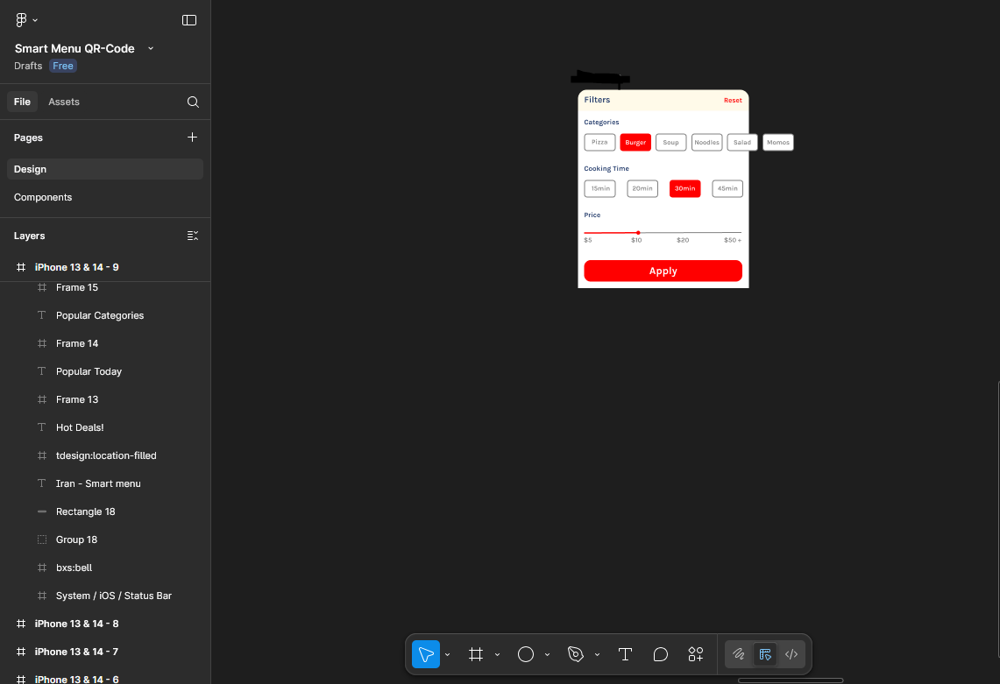 Smart Menu QR-Code
Drafts Free
File Assets
Pages
Design
Components
Layers
iPhone 13 & 14 - 9
Frame 15
Popular Categories
Frame 14
Popular Today
Frame 13
Hot Deals!
tdesign:location-filled
Iran - Smart menu
Rectangle 18
Group 18
bxs:bell
System / iOS / Status Bar
iPhone 13 & 14 - 8
iPhone 13 & 14 - 7
iPhone 13 & 14 - 6
Filters Reset
Categories
Pizza Burger Soup Noodles Salad Momos
Cooking Time
15min 20min 30min 45min
Price
$5 $10 $20 $50 +
Apply